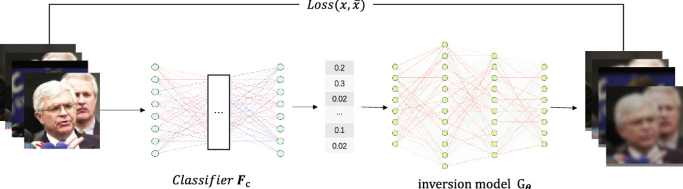 Loss(x, x̄)
...
0.2
0.3
0.02
...
0.1
0.02
Classifier F_c
inversion model G_θ